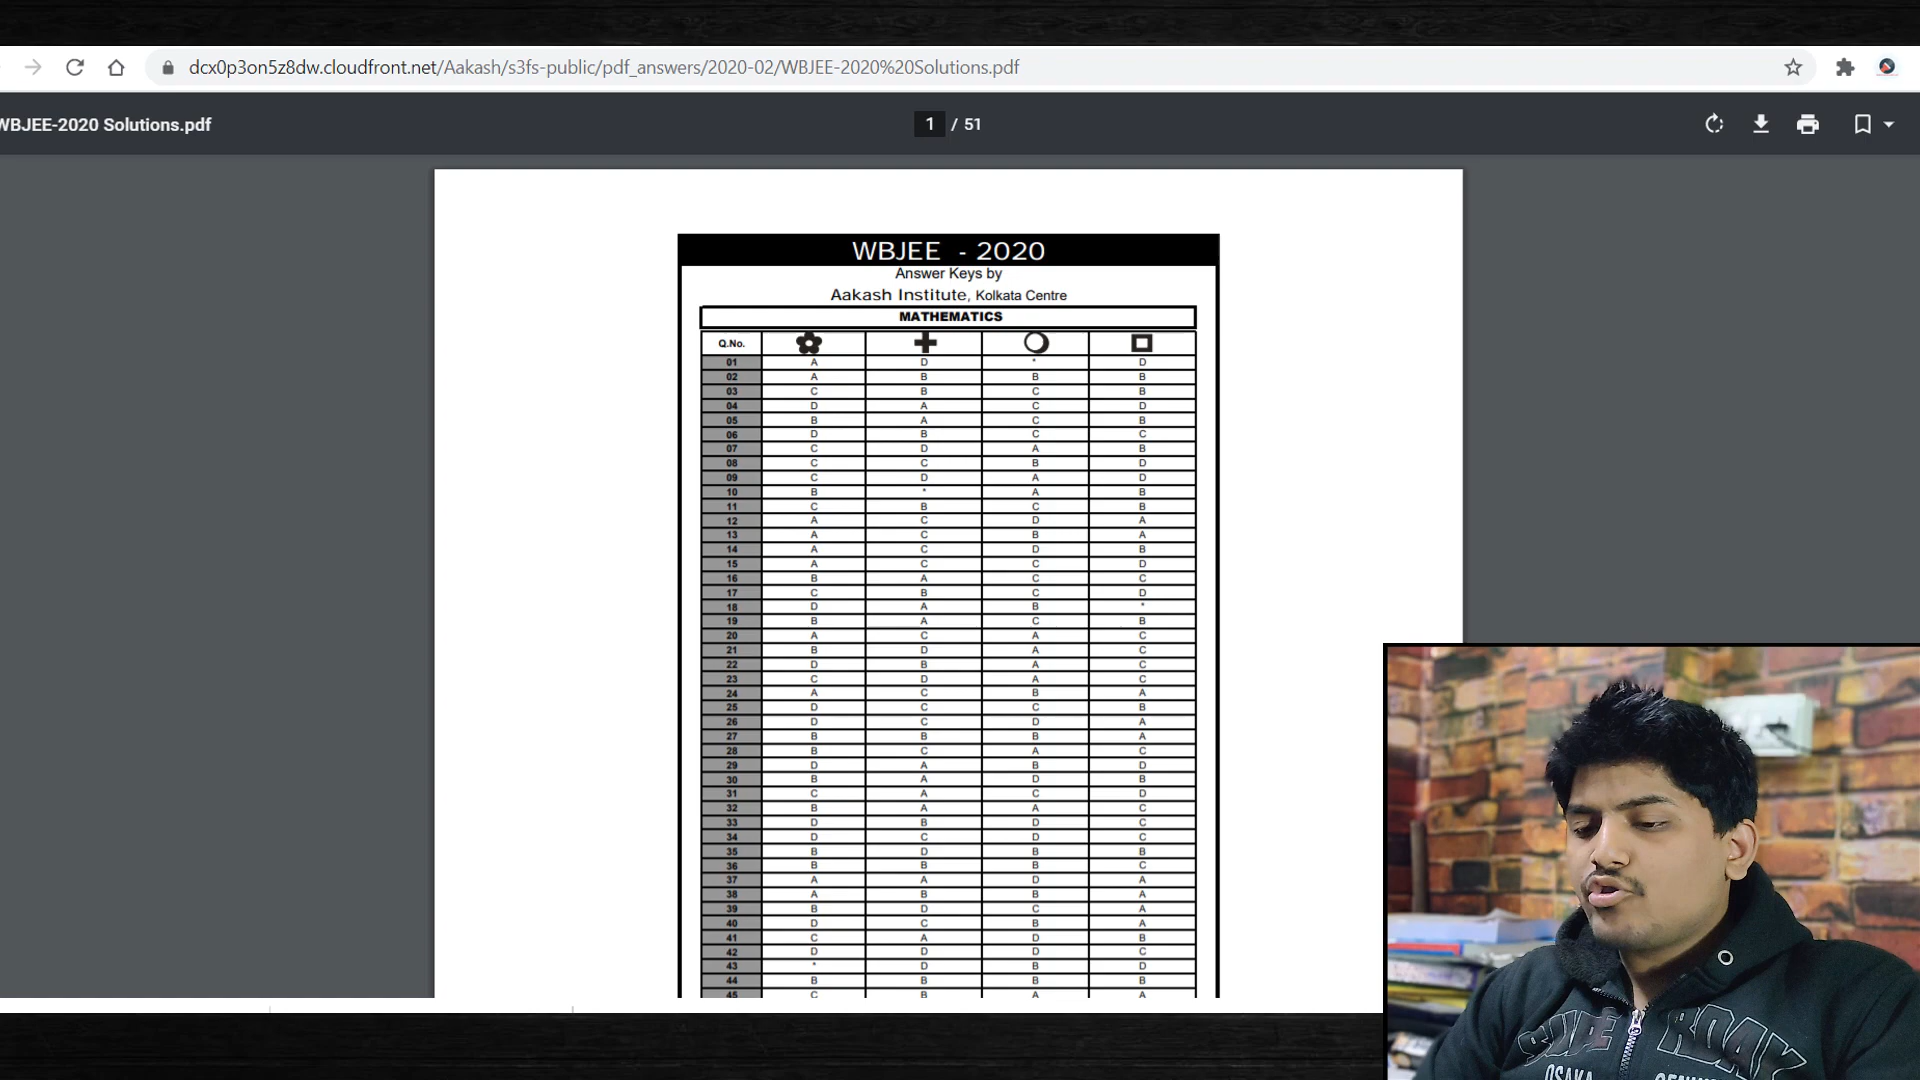 dcx0p3on5z8dw.cloudfront.net/Aakash/s3fs-public/pdf_answers/2020-02/WBJEE-2020%20Solutions.pdf
WBJEE-2020 Solutions.pdf
1 / 51
WBJEE - 2020
Answer Keys by
Aakash Institute, Kolkata Centre
MATHEMATICS
Q.No.
01 A D * D
02 A B B B
03 C B C B
04 D A C D
05 B A C B
06 D B C C
07 C D A B
08 C C B D
09 C D A D
10 B * A B
11 C B C B
12 A C D A
13 A C B A
14 A C D B
15 A C C D
16 B A C C
17 C B C D
18 D A B *
19 B A C B
20 A C A C
21 B D A C
22 D B A C
23 C D A C
24 A C B A
25 D C C B
26 D C D A
27 B B B A
28 B C A C
29 D A B D
30 B A D B
31 C A C D
32 B A A C
33 D B D C
34 D C D C
35 B D B B
36 B B B C
37 A A D A
38 A B B A
39 B D C A
40 D C B A
41 C A D B
42 D D D C
43 * D B D
44 B B B B
45 C B A A
OSAKA